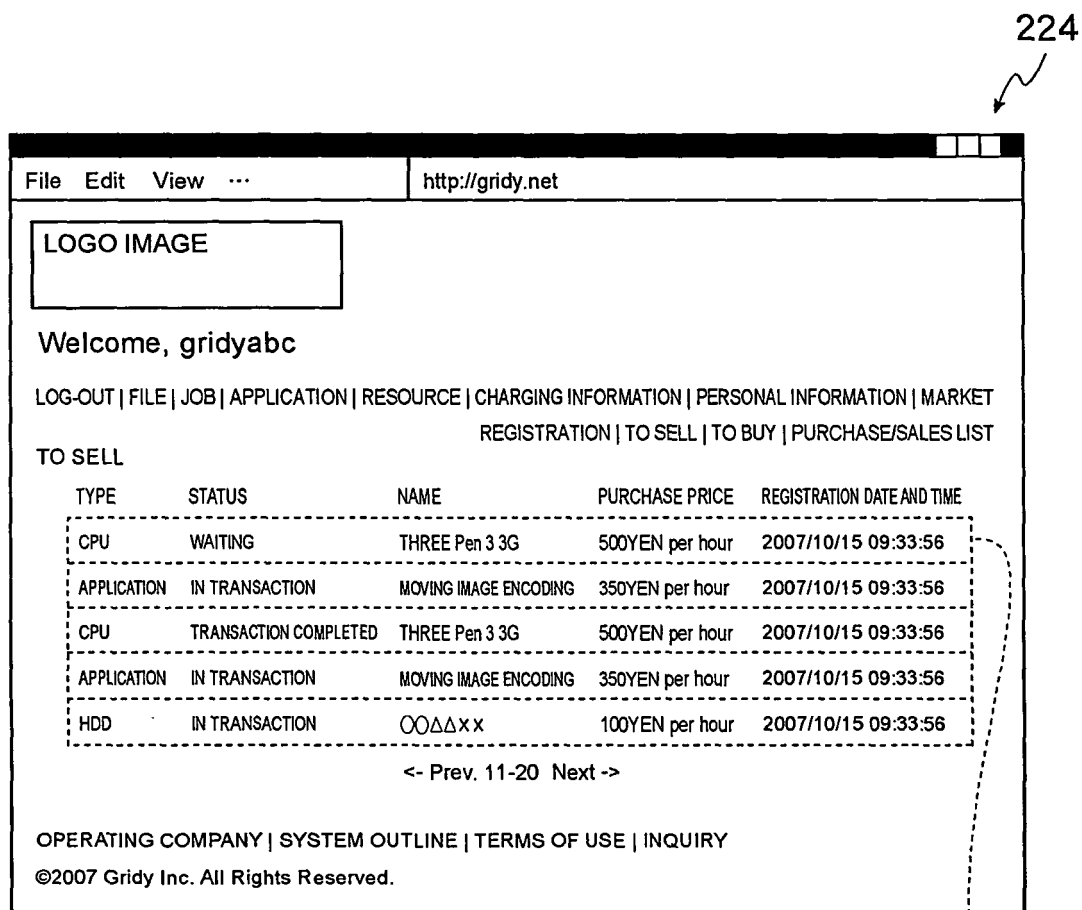 224
File Edit View ··· http://gridy.net
LOGO IMAGE
Welcome, gridyabc
LOG-OUT | FILE | JOB | APPLICATION | RESOURCE | CHARGING INFORMATION | PERSONAL INFORMATION | MARKET
REGISTRATION | TO SELL | TO BUY | PURCHASE/SALES LIST
TO SELL
TYPE STATUS NAME PURCHASE PRICE REGISTRATION DATE AND TIME
CPU WAITING THREE Pen 3 3G 500YEN per hour 2007/10/15 09:33:56
APPLICATION IN TRANSACTION MOVING IMAGE ENCODING 350YEN per hour 2007/10/15 09:33:56
CPU TRANSACTION COMPLETED THREE Pen 3 3G 500YEN per hour 2007/10/15 09:33:56
APPLICATION IN TRANSACTION MOVING IMAGE ENCODING 350YEN per hour 2007/10/15 09:33:56
HDD IN TRANSACTION ○○△△×× 100YEN per hour 2007/10/15 09:33:56
<- Prev. 11-20 Next ->
OPERATING COMPANY | SYSTEM OUTLINE | TERMS OF USE | INQUIRY
©2007 Gridy Inc. All Rights Reserved.